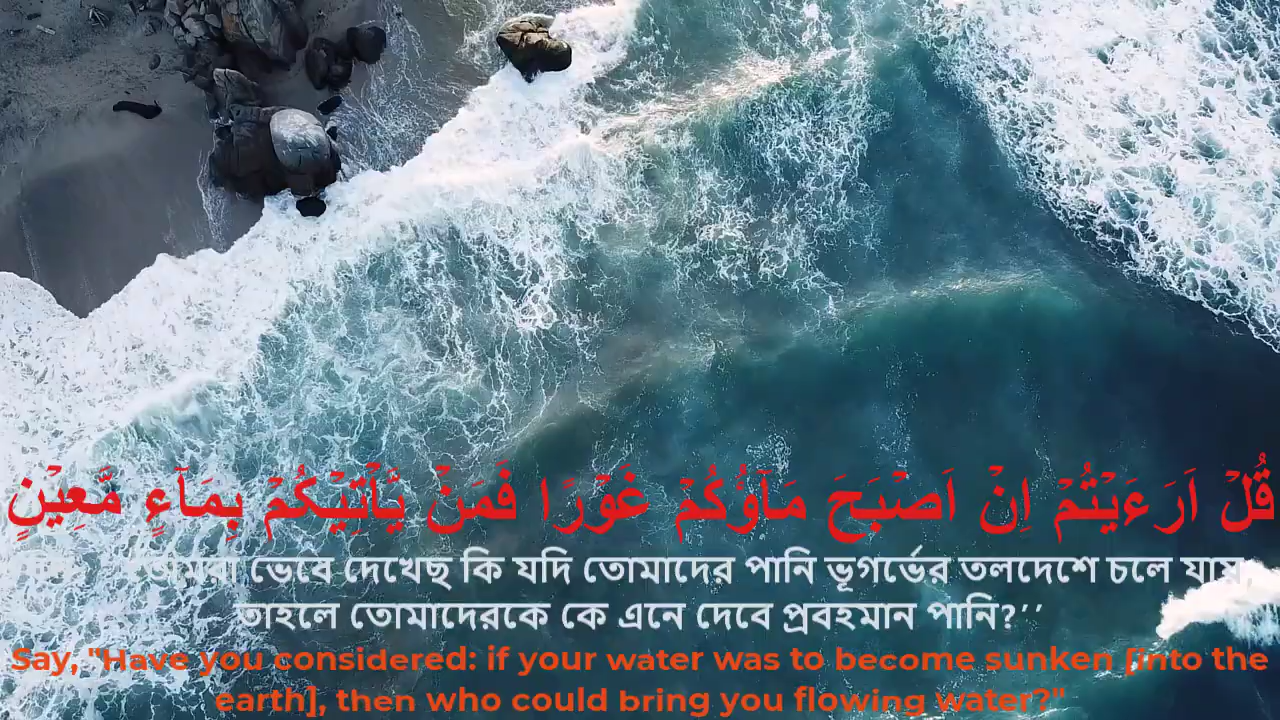 قُلْ اَرَءَيْتُمْ اِنْ اَصْبَحَ مَآؤُكُمْ غَوْرًا فَمَنْ يَّاْتِيْكُمْ بِمَآءٍ مَّعِيْنٍ
ভেবে দেখেছ কি যদি তোমাদের পানি ভূগর্ভের তলদেশে চলে যায়,
তাহলে তোমাদেরকে কে এনে দেবে প্রবহমান পানি?’’
Say, "Have you considered: if your water was to become sunken [into the
earth], then who could bring you flowing water?"